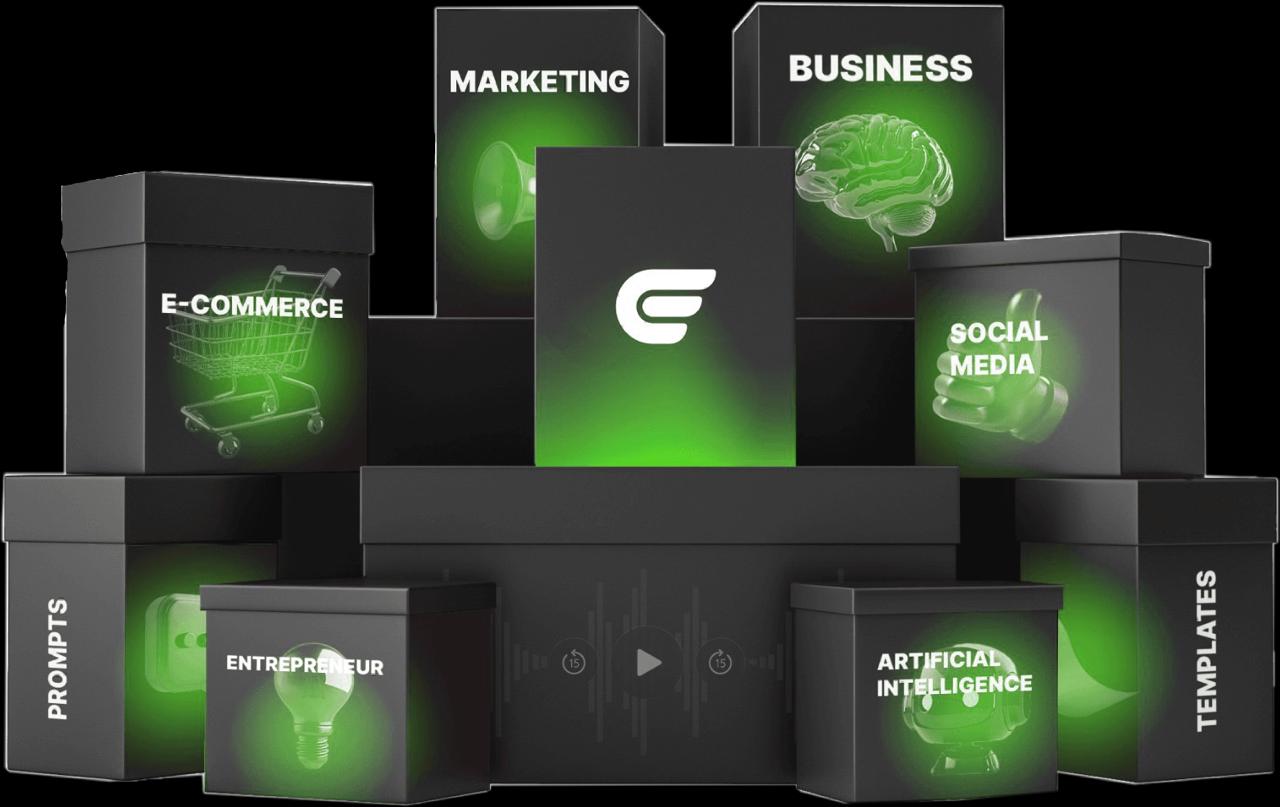 MARKETING
BUSINESS
E-COMMERCE
SOCIAL
MEDIA
PROMPTS
ENTREPRENEUR
15
15
ARTIFICIAL
INTELLIGENCE
TEMPLATES